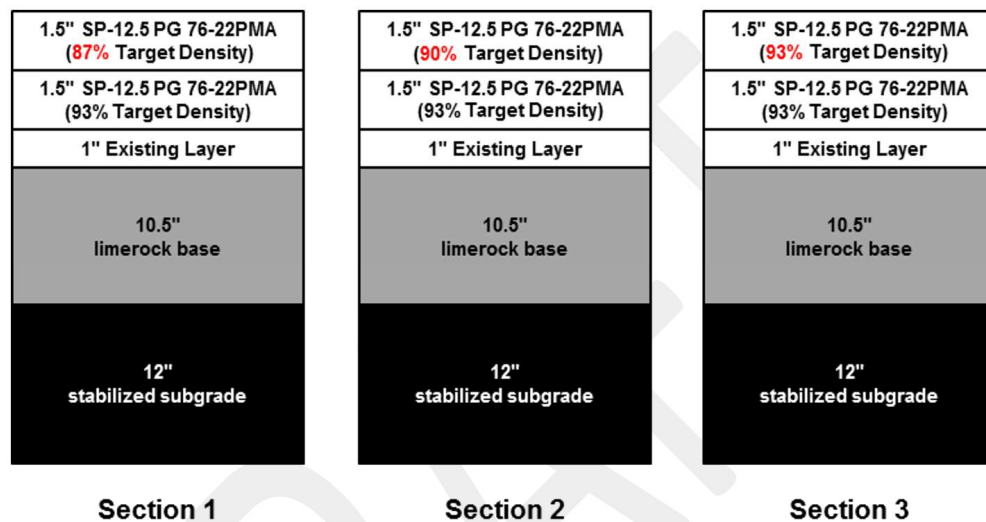 1.5" SP-12.5 PG 76-22PMA
(87% Target Density)
1.5" SP-12.5 PG 76-22PMA
(93% Target Density)
1" Existing Layer
10.5"
limerock base
12"
stabilized subgrade
Section 1
1.5" SP-12.5 PG 76-22PMA
(90% Target Density)
1.5" SP-12.5 PG 76-22PMA
(93% Target Density)
1" Existing Layer
10.5"
limerock base
12"
stabilized subgrade
Section 2
1.5" SP-12.5 PG 76-22PMA
(93% Target Density)
1.5" SP-12.5 PG 76-22PMA
(93% Target Density)
1" Existing Layer
10.5"
limerock base
12"
stabilized subgrade
Section 3